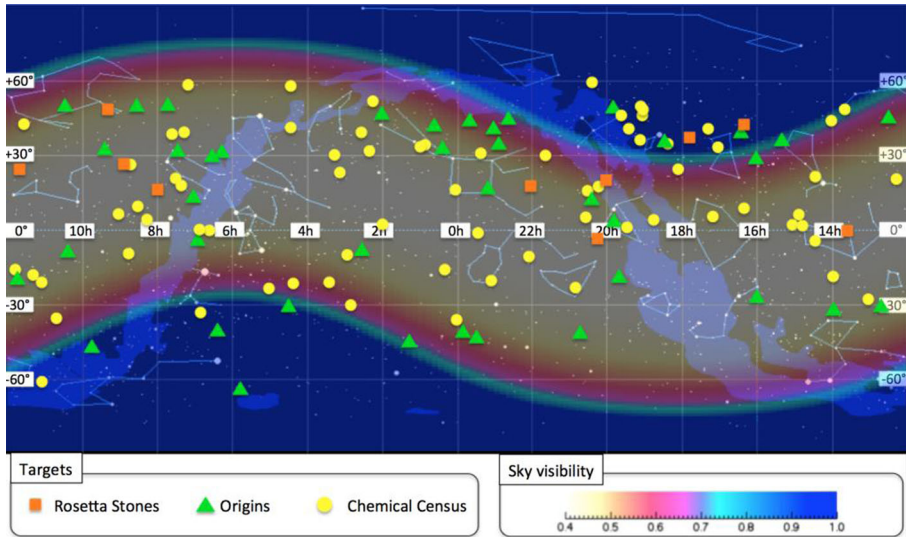 +60° +60°
+30° +30°
0° 10h 8h 6h 4h 2h 0h 22h 20h 18h 16h 14h 0°
-30° -30°
-60° -60°
Targets
Rosetta Stones Origins Chemical Census
Sky visibility
0.4 0.5 0.6 0.7 0.8 0.9 1.0